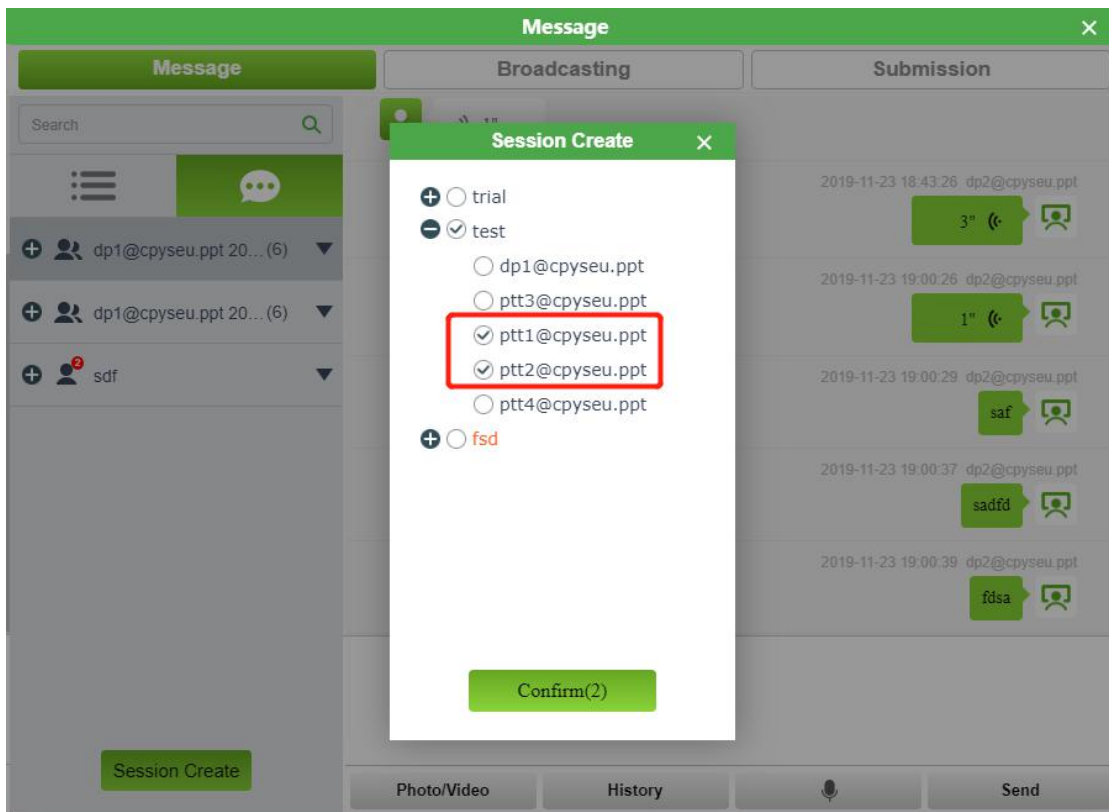 Message
Message
Broadcasting
Submission
Search
dp1@cpyseu.ppt 20...(6)
dp1@cpyseu.ppt 20...(6)
2
sdf
Session Create
Session Create
trial
test
dp1@cpyseu.ppt
ptt3@cpyseu.ppt
ptt1@cpyseu.ppt
ptt2@cpyseu.ppt
ptt4@cpyseu.ppt
fsd
Confirm(2)
2019-11-23 18:43:26 dp2@cpyseu.ppt
3"
2019-11-23 19:00:26 dp2@cpyseu.ppt
1"
2019-11-23 19:00:29 dp2@cpyseu.ppt
saf
2019-11-23 19:00:37 dp2@cpyseu.ppt
sadfd
2019-11-23 19:00:39 dp2@cpyseu.ppt
fdsa
Photo/Video
History
Send